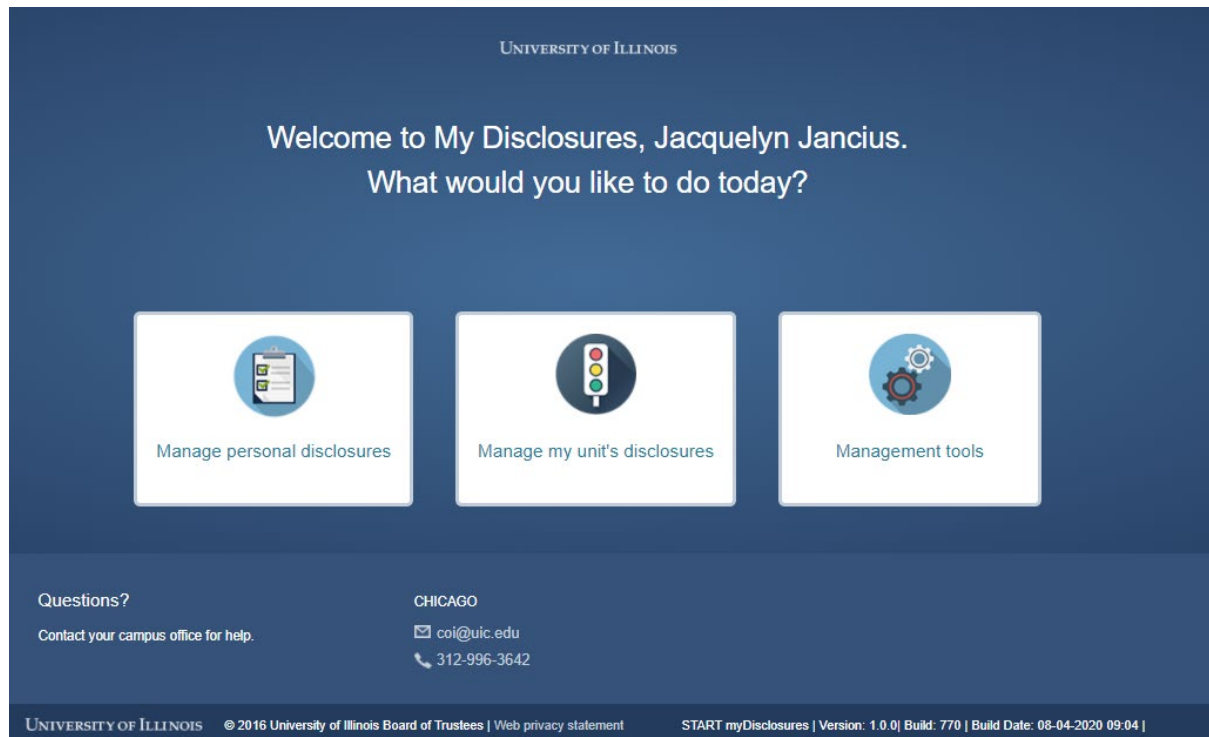 UNIVERSITY OF ILLINOIS
Welcome to My Disclosures, Jacquelyn Jancius.
What would you like to do today?
Manage personal disclosures
Manage my unit's disclosures
Management tools
Questions?
Contact your campus office for help.
CHICAGO
coi@uic.edu
312-996-3642
UNIVERSITY OF ILLINOIS © 2016 University of Illinois Board of Trustees | Web privacy statement START myDisclosures | Version: 1.0.0| Build: 770 | Build Date: 08-04-2020 09:04 |